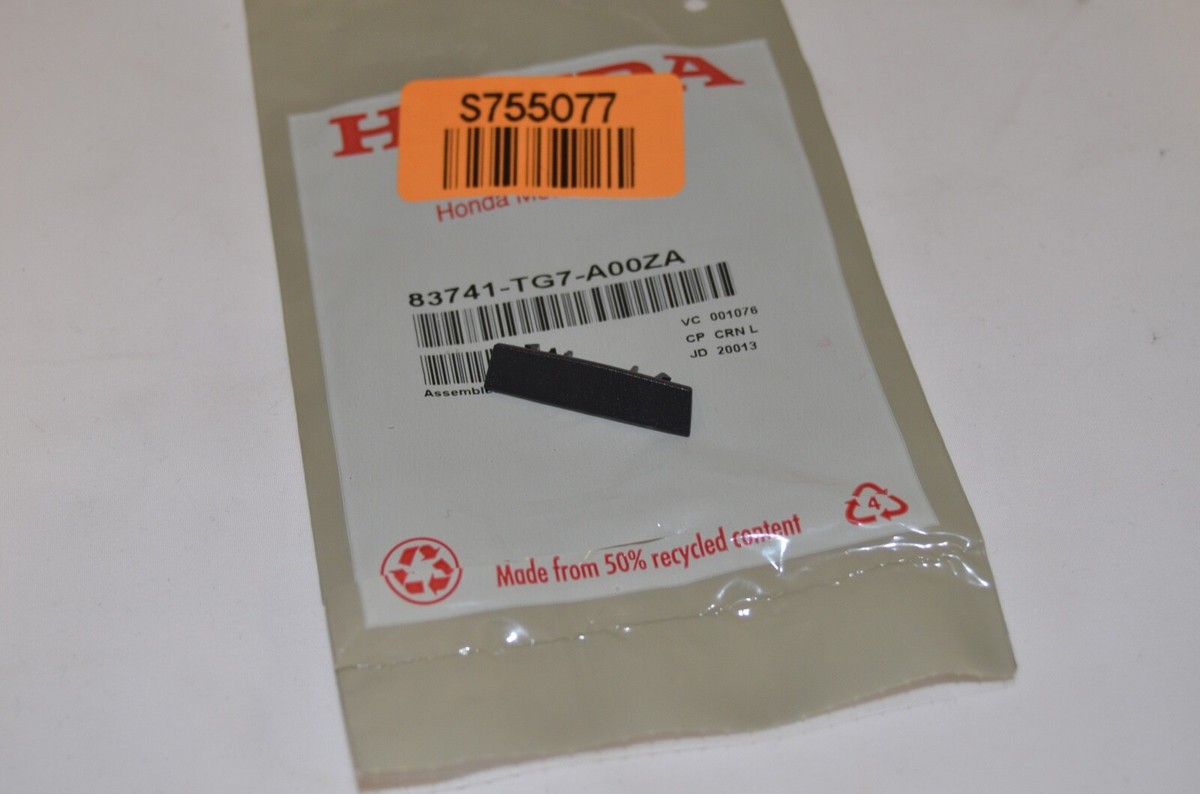 S755077
Honda
83741-TG7-A00ZA
VC 001076
CP CRN L
JD 20013
4
Made from 50% recycled content